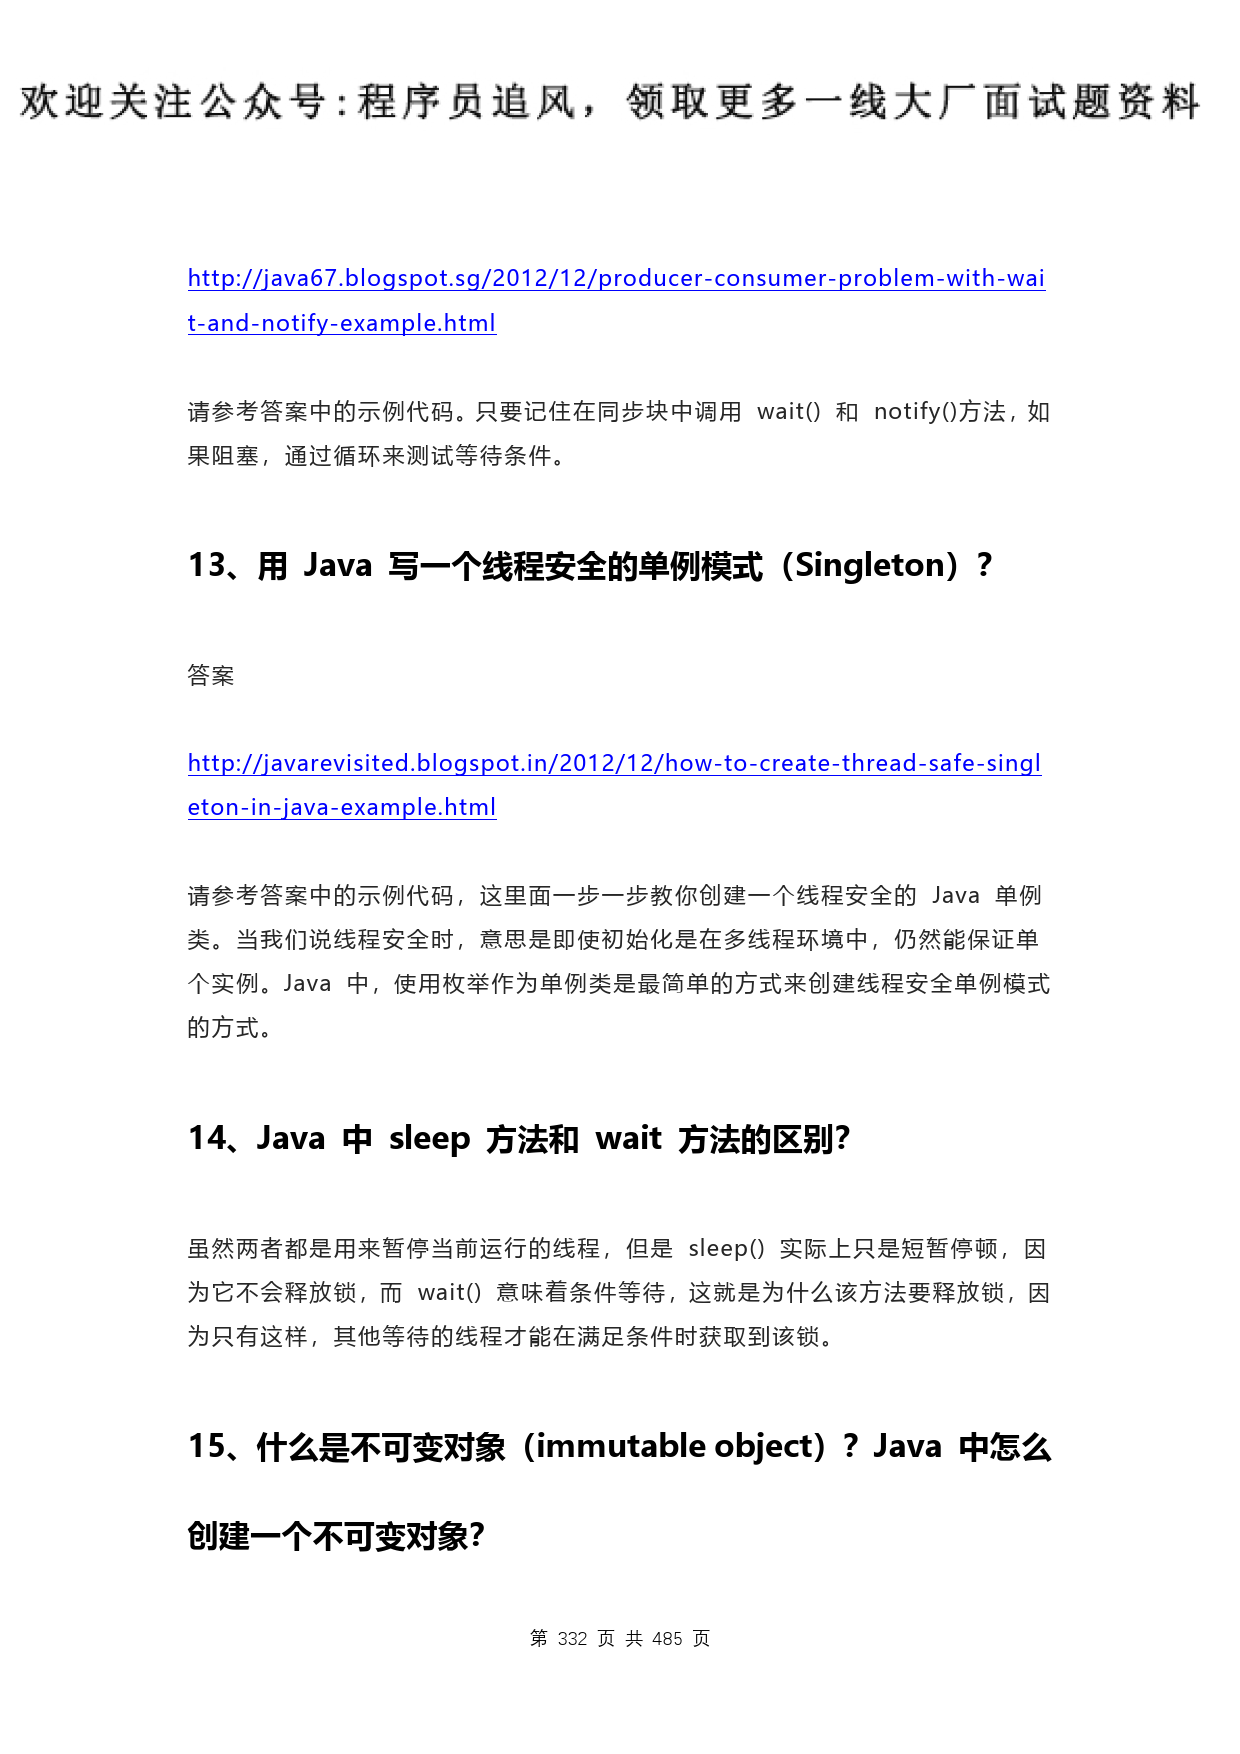 欢迎关注公众号:程序员追风，领取更多一线大厂面试题资料
http://java67.blogspot.sg/2012/12/producer-consumer-problem-with-wai
t-and-notify-example.html
请参考答案中的示例代码。只要记住在同步块中调用 wait() 和 notify()方法，如
果阻塞，通过循环来测试等待条件。
13、用 Java 写一个线程安全的单例模式（Singleton）?
答案
http://javarevisited.blogspot.in/2012/12/how-to-create-thread-safe-singl
eton-in-java-example.html
请参考答案中的示例代码，这里面一步一步教你创建一个线程安全的 Java 单例
类。当我们说线程安全时，意思是即使初始化是在多线程环境中，仍然能保证单
个实例。Java 中，使用枚举作为单例类是最简单的方式来创建线程安全单例模式
的方式。
14、Java 中 sleep 方法和 wait 方法的区别?
虽然两者都是用来暂停当前运行的线程，但是 sleep() 实际上只是短暂停顿，因
为它不会释放锁，而 wait() 意味着条件等待，这就是为什么该方法要释放锁，因
为只有这样，其他等待的线程才能在满足条件时获取到该锁。
15、什么是不可变对象（immutable object）? Java 中怎么
创建一个不可变对象?
第 332 页 共 485 页